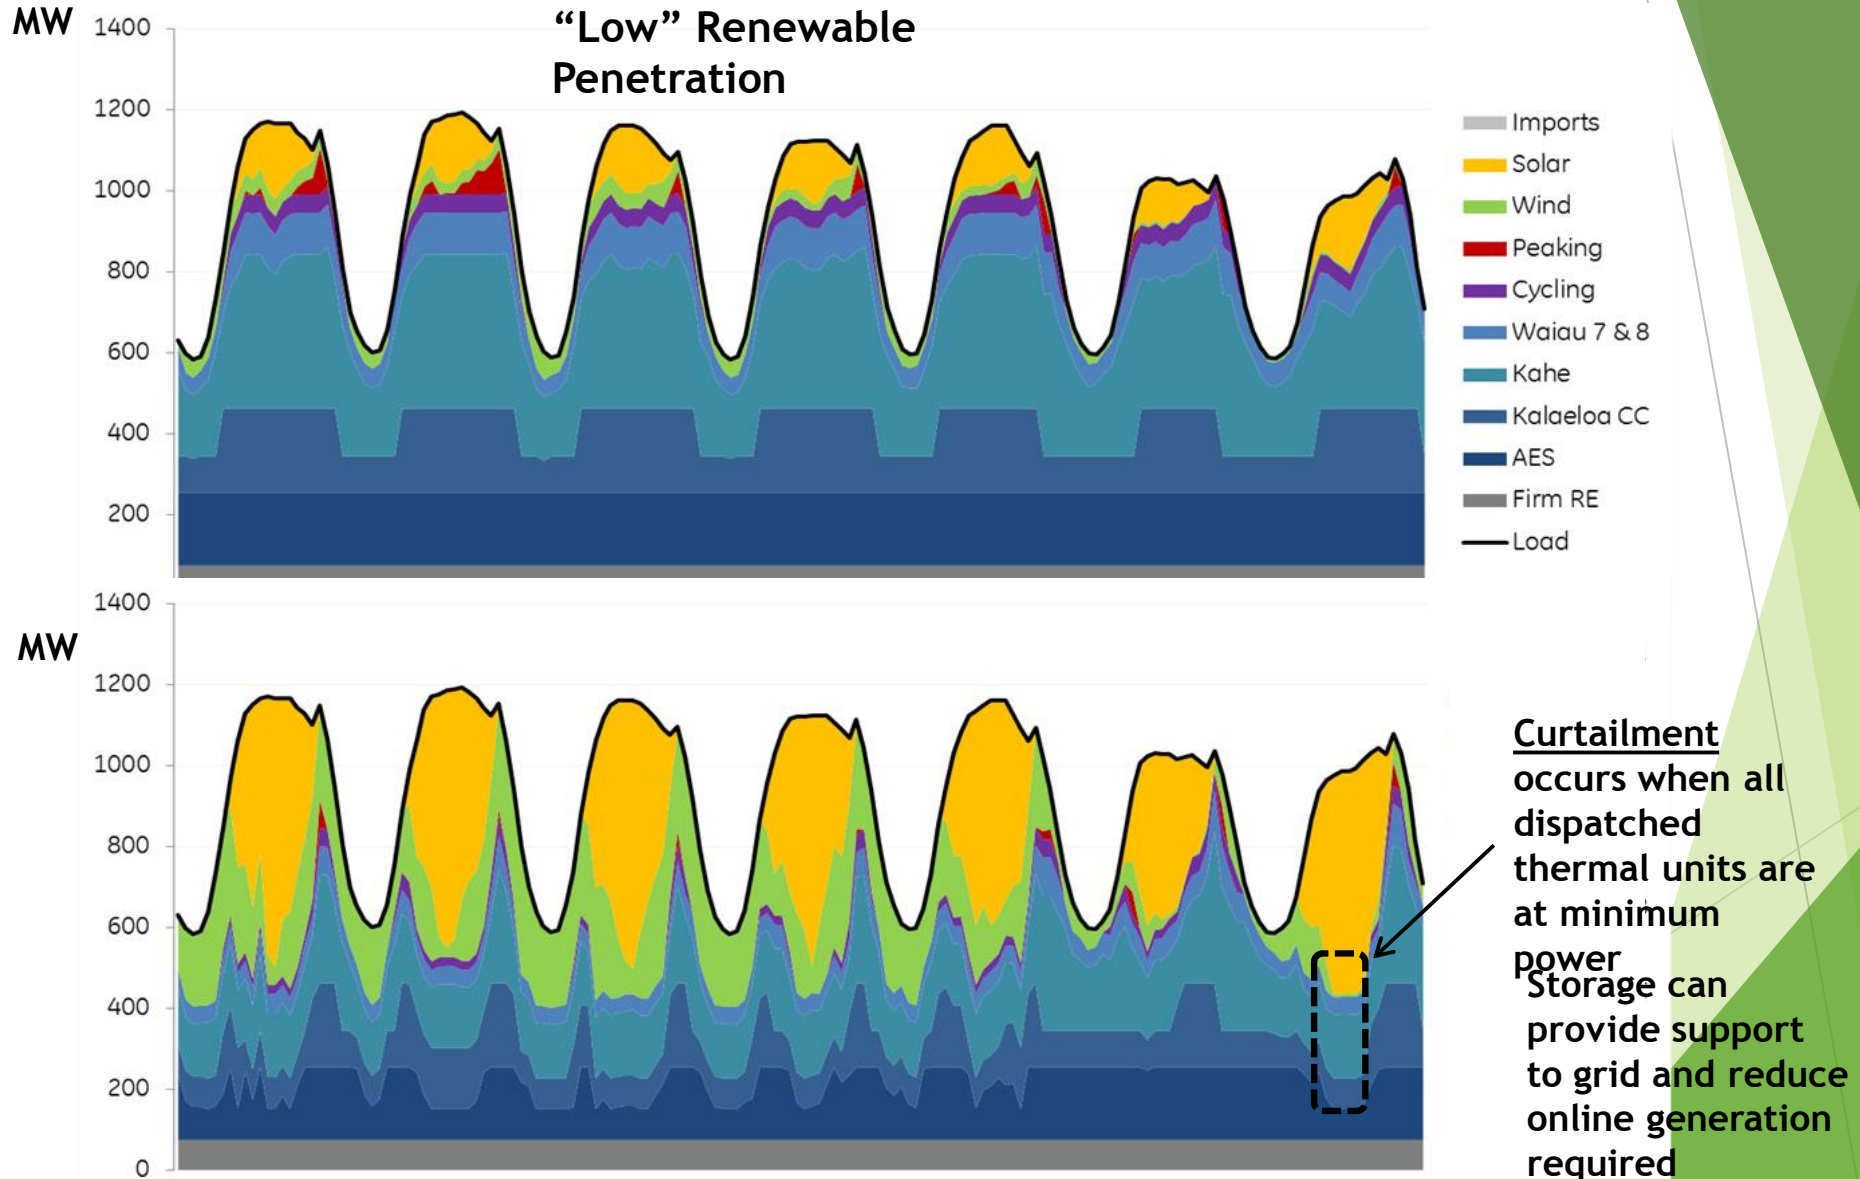 MW
“Low” Renewable
Penetration
1400
1200
1000
800
600
400
200
Imports
Solar
Wind
Peaking
Cycling
Waiau 7 & 8
Kahe
Kalaeloa CC
AES
Firm RE
Load
MW
1400
1200
1000
800
600
400
200
0
Curtailment
occurs when all
dispatched
thermal units are
at minimum
power
Storage can
provide support
to grid and reduce
online generation
required